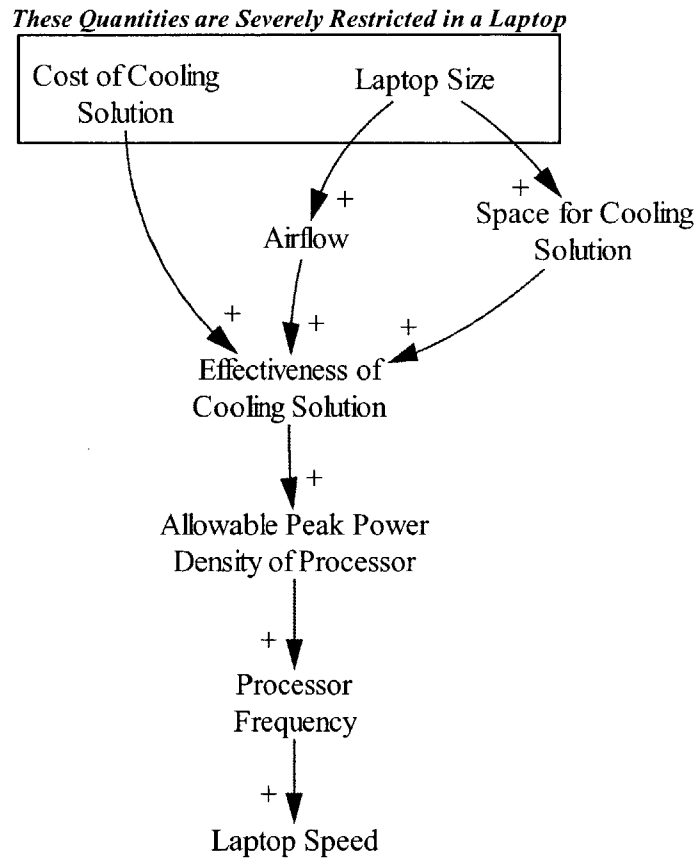 These Quantities are Severely Restricted in a Laptop
Cost of Cooling
Solution
Laptop Size
+
+
Airflow
Space for Cooling
Solution
+
+
+
Effectiveness of
Cooling Solution
+
Allowable Peak Power
Density of Processor
+
Processor
Frequency
+
Laptop Speed